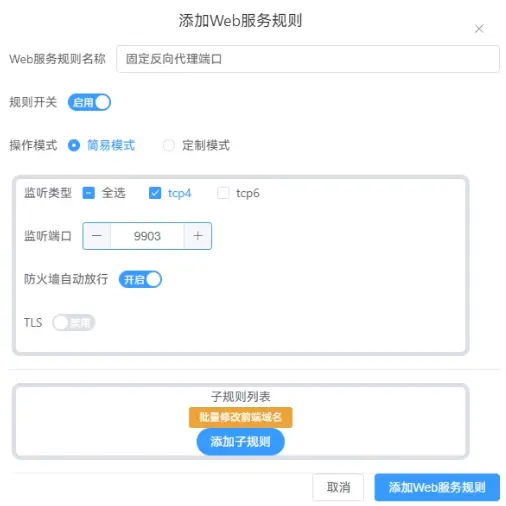 添加Web服务规则
Web服务规则名称 固定反向代理端口
规则开关 启用
操作模式 简易模式 定制模式
监听类型 全选 tcp4 tcp6
监听端口 9903
防火墙自动放行 开启
TLS 禁用
子规则列表
批量修改前端域名
添加子规则
取消 添加Web服务规则